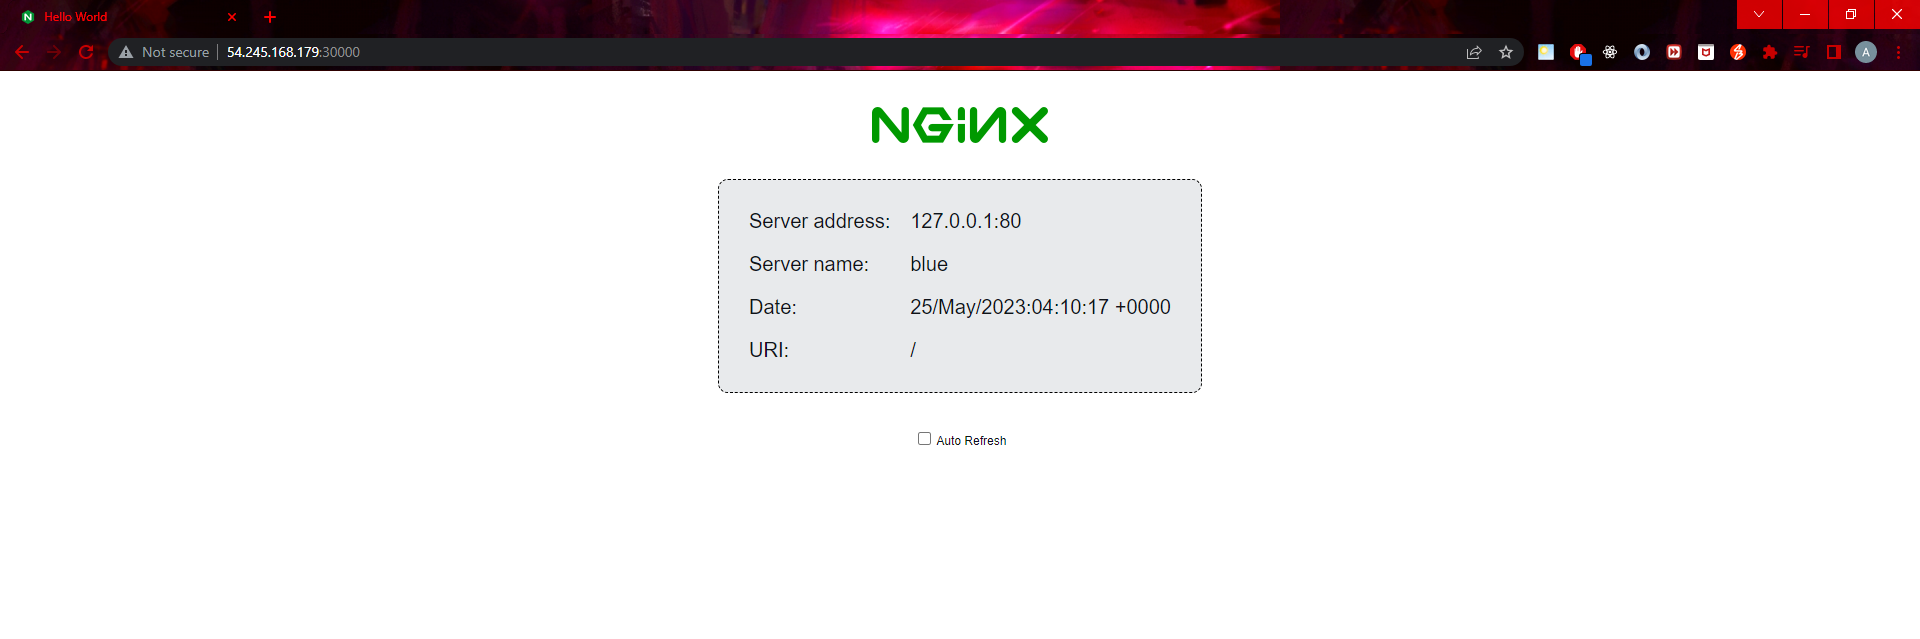 Hello World
Not secure 54.245.168.179:30000
A
NGINX
Server address: 127.0.0.1:80
Server name: blue
Date: 25/May/2023:04:10:17 +0000
URI: /
Auto Refresh